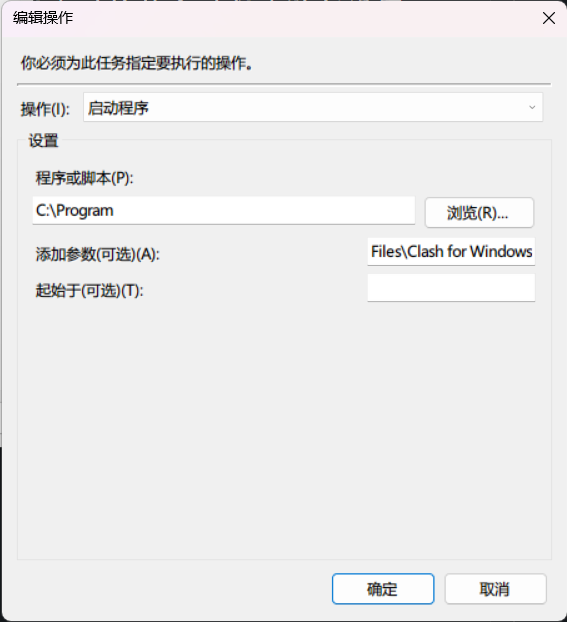 编辑操作
你必须为此任务指定要执行的操作。
操作(I): 启动程序
设置
程序或脚本(P):
C:\Program 浏览(R)...
添加参数(可选)(A): Files\Clash for Windows
起始于(可选)(T):
确定 取消